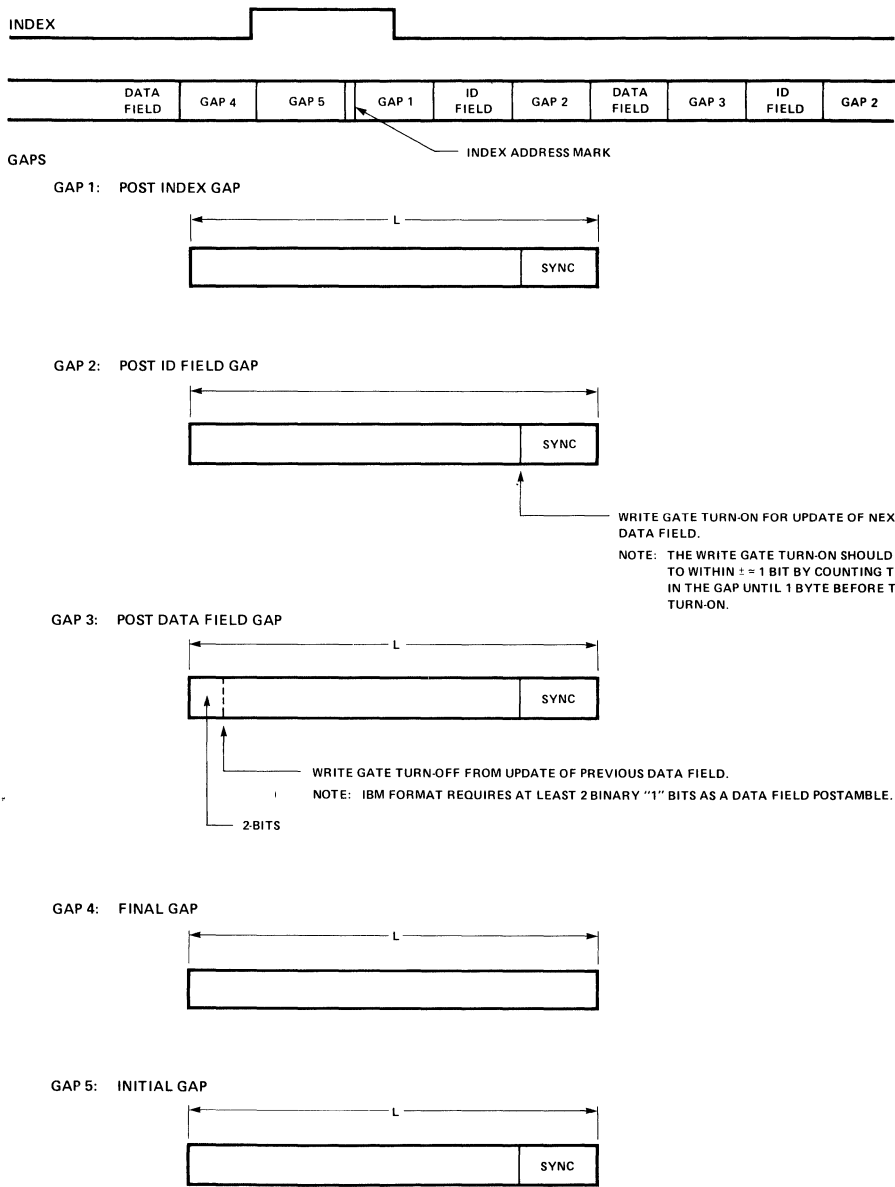 INDEX
DATA FIELD GAP 4 GAP 5 GAP 1 ID FIELD GAP 2 DATA FIELD GAP 3 ID FIELD GAP 2
INDEX ADDRESS MARK
GAPS
GAP 1: POST INDEX GAP
L
SYNC
GAP 2: POST ID FIELD GAP
SYNC
WRITE GATE TURN-ON FOR UPDATE OF NEX
DATA FIELD.
NOTE: THE WRITE GATE TURN-ON SHOULD
TO WITHIN ± ≈ 1 BIT BY COUNTING T
IN THE GAP UNTIL 1 BYTE BEFORE T
TURN-ON.
GAP 3: POST DATA FIELD GAP
L
SYNC
WRITE GATE TURN-OFF FROM UPDATE OF PREVIOUS DATA FIELD.
NOTE: IBM FORMAT REQUIRES AT LEAST 2 BINARY "1" BITS AS A DATA FIELD POSTAMBLE.
2-BITS
GAP 4: FINAL GAP
L
GAP 5: INITIAL GAP
L
SYNC